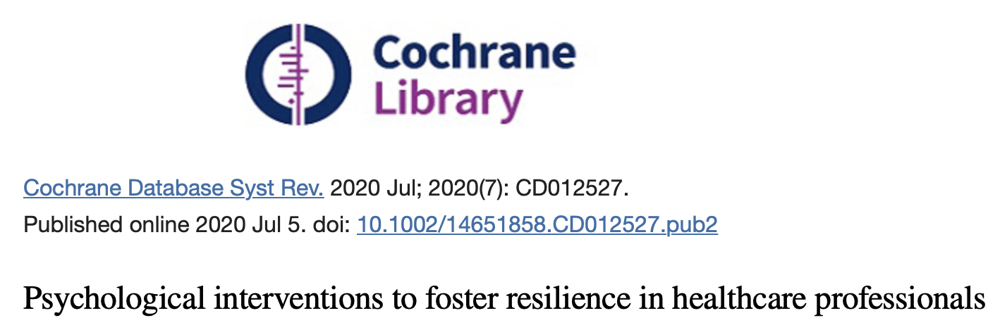 Cochrane
Library
Cochrane Database Syst Rev. 2020 Jul; 2020(7): CD012527.
Published online 2020 Jul 5. doi: 10.1002/14651858.CD012527.pub2
Psychological interventions to foster resilience in healthcare professionals